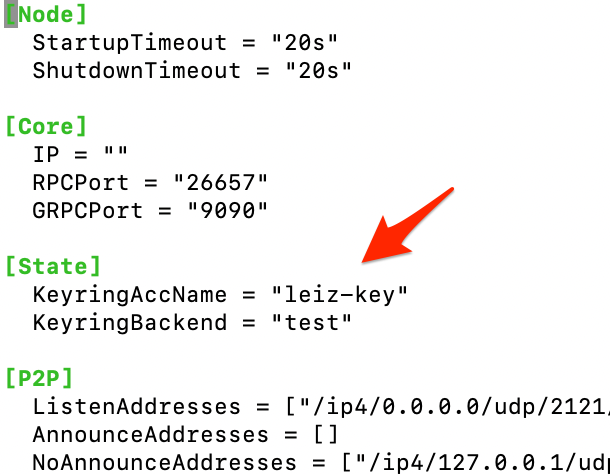 [Node]
StartupTimeout = "20s"
ShutdownTimeout = "20s"
[Core]
IP = ""
RPCPort = "26657"
GRPCPort = "9090"
[State]
KeyringAccName = "leiz-key"
KeyringBackend = "test"
[P2P]
ListenAddresses = ["/ip4/0.0.0.0/udp/2121/
AnnounceAddresses = []
NoAnnounceAddresses = ["/ip4/127.0.0.1/udp